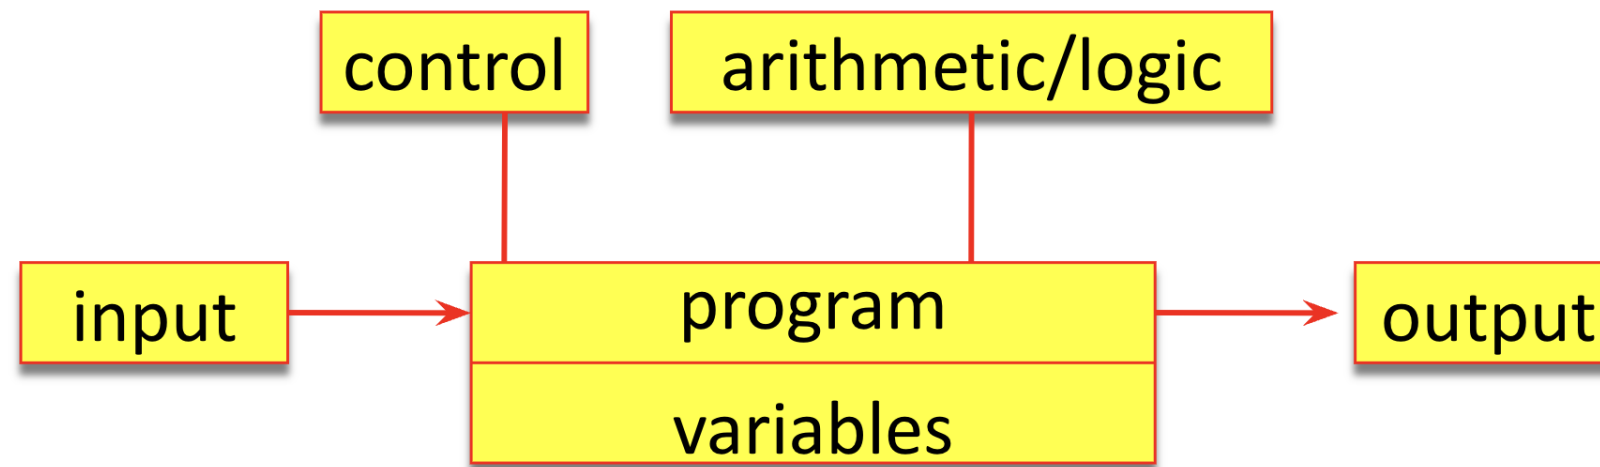 control
arithmetic/logic
input
program
output
variables